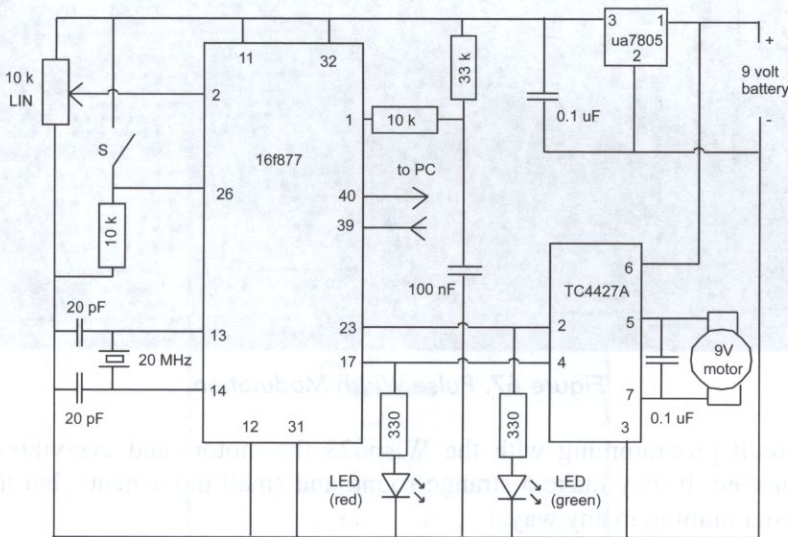 3
1
ua7805
2
+
9 volt
battery
-
11
32
10 k
LIN
2
33 k
0.1 uF
1
10 k
S
16f877
26
to PC
40
39
10 k
6
100 nF
TC4427A
20 pF
13
23
2
5
20 MHz
17
4
9V
motor
14
7
20 pF
330
330
0.1 uF
12
31
3
LED
(red)
LED
(green)
Figure 67. Pulse Width Modulation